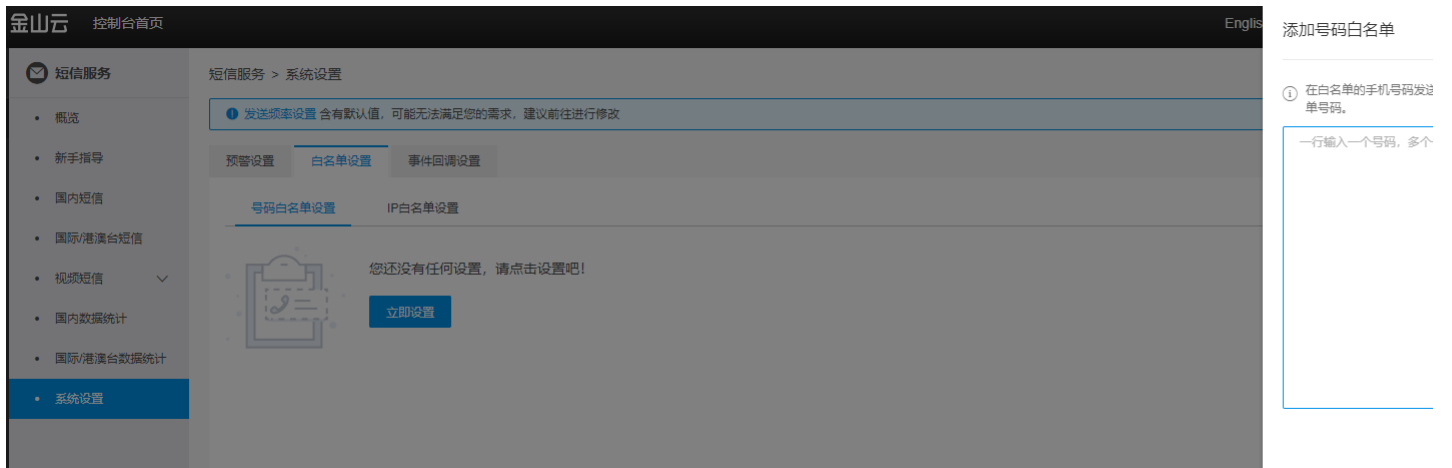 金山云 控制台首页 Englis
短信服务
概览
新手指导
国内短信
国际/港澳台短信
视频短信
国内数据统计
国际/港澳台数据统计
系统设置
短信服务 > 系统设置
发送频率设置 含有默认值，可能无法满足您的需求，建议前往进行修改
预警设置 白名单设置 事件回调设置
号码白名单设置 IP白名单设置
您还没有任何设置，请点击设置吧！
立即设置
添加号码白名单
在白名单的手机号码发送
单号码。
一行输入一个号码，多个